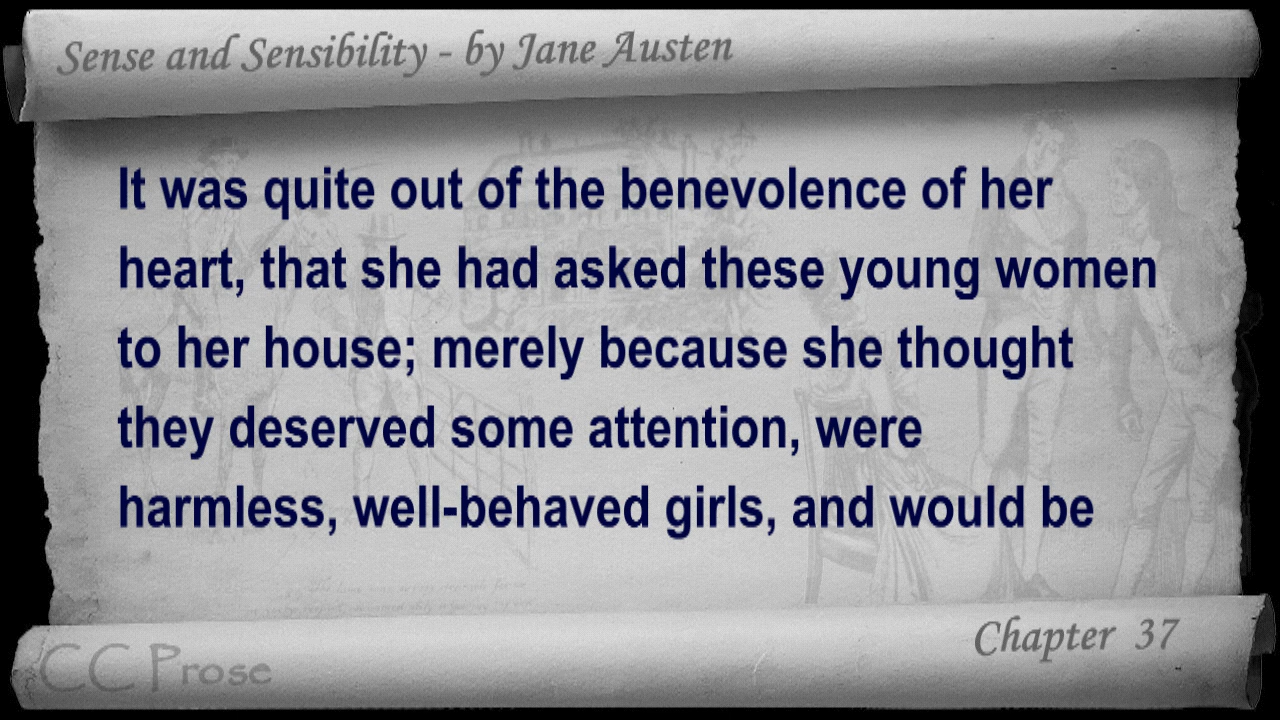 Sense and Sensibility - by Jane Austen
It was quite out of the benevolence of her
heart, that she had asked these young women
to her house; merely because she thought
they deserved some attention, were
harmless, well-behaved girls, and would be
Chapter 37
CC Prose